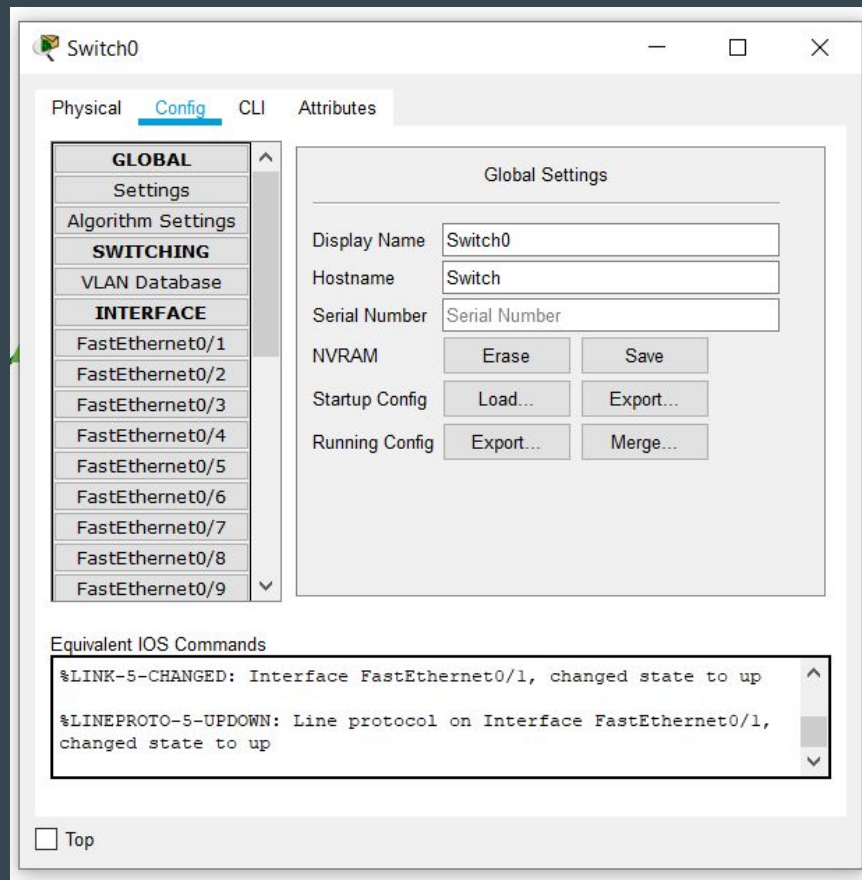 Switch0
Physical Config CLI Attributes
GLOBAL
Settings
Algorithm Settings
SWITCHING
VLAN Database
INTERFACE
FastEthernet0/1
FastEthernet0/2
FastEthernet0/3
FastEthernet0/4
FastEthernet0/5
FastEthernet0/6
FastEthernet0/7
FastEthernet0/8
FastEthernet0/9
Global Settings
Display Name Switch0
Hostname Switch
Serial Number Serial Number
NVRAM Erase Save
Startup Config Load... Export...
Running Config Export... Merge...
Equivalent IOS Commands
%LINK-5-CHANGED: Interface FastEthernet0/1, changed state to up
%LINEPROTO-5-UPDOWN: Line protocol on Interface FastEthernet0/1,
changed state to up
Top